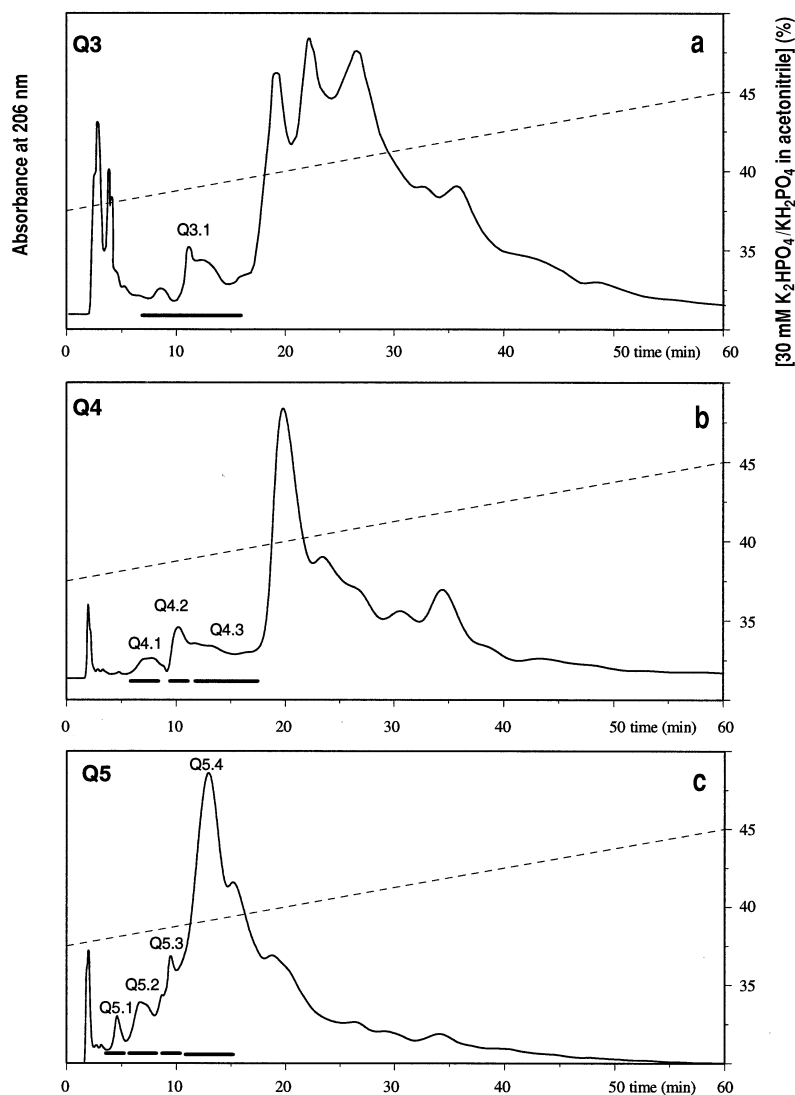 Absorbance at 206 nm
[30 mM K2HPO4/KH2PO4 in acetonitrile] (%)
Q3
a
Q3.1
45
40
35
0 10 20 30 40 50 time (min) 60
Q4
b
Q4.1
Q4.2
Q4.3
45
40
35
0 10 20 30 40 50 time (min) 60
Q5
c
Q5.4
Q5.3
Q5.2
Q5.1
45
40
35
0 10 20 30 40 50 time (min) 60